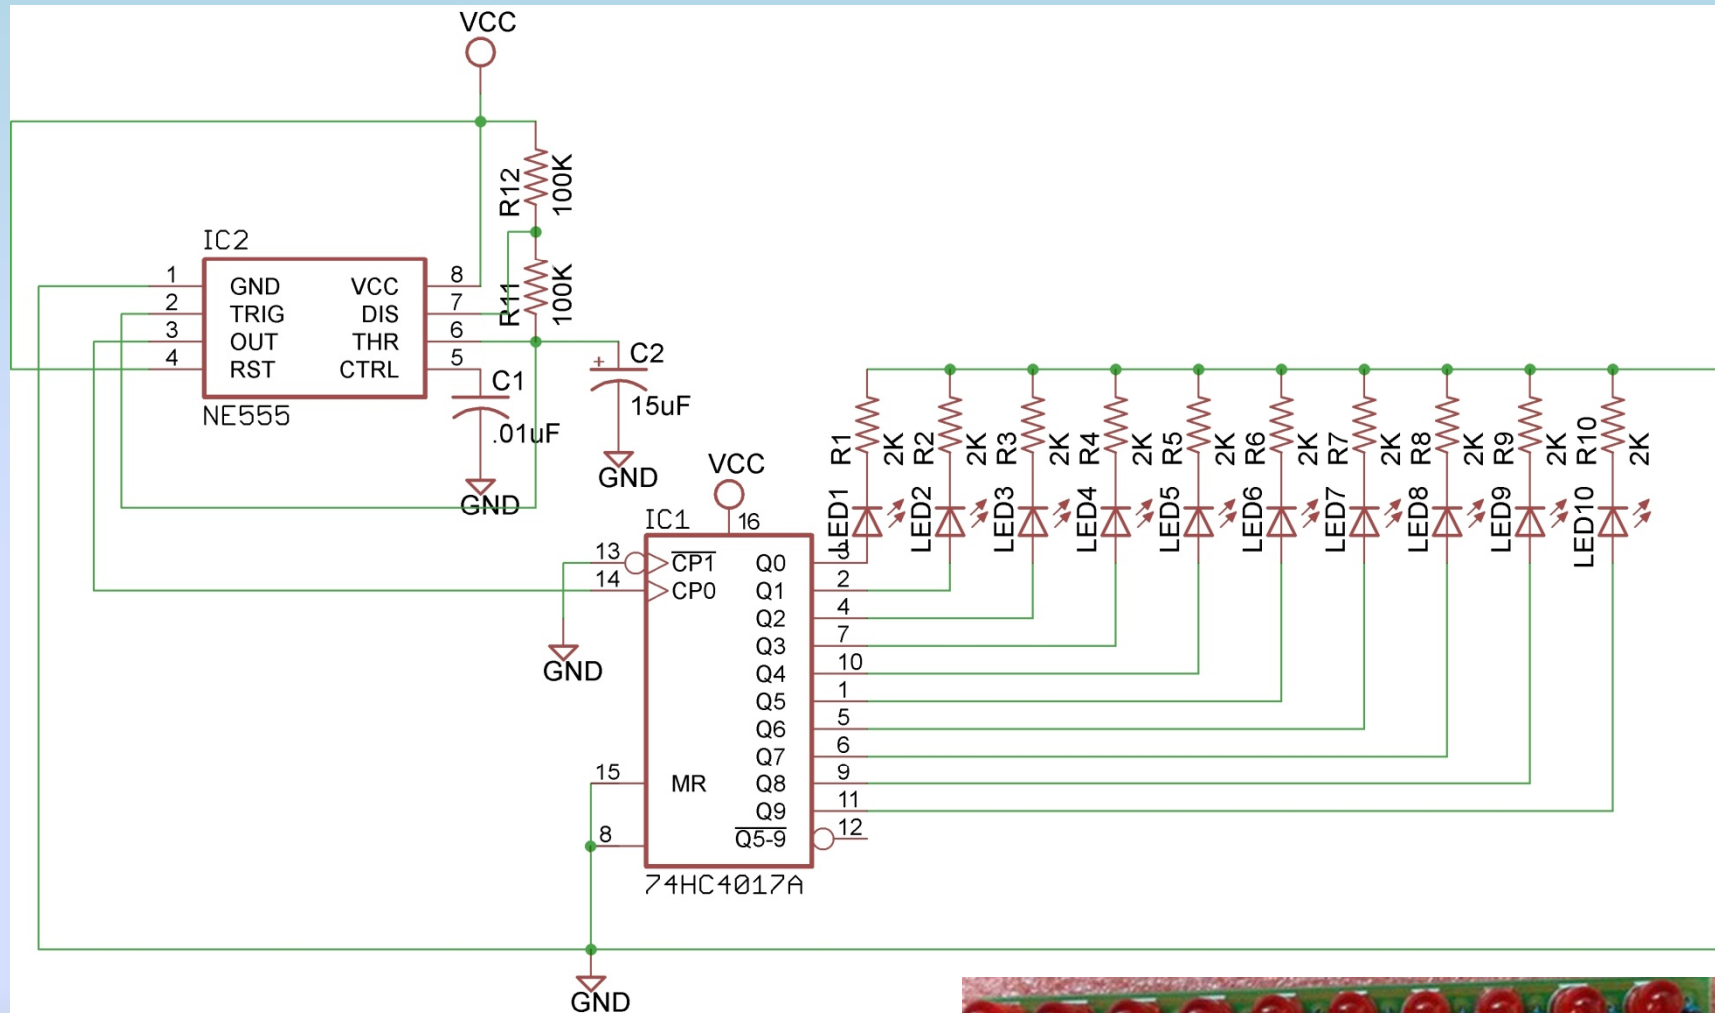 VCC
R12
100K
IC2
1 GND VCC 8
2 TRIG DIS 7
3 OUT THR 6
4 RST CTRL 5
NE555
R11
100K
C1
.01uF
GND
C2
15uF
GND
VCC
IC1
16
13 CP1 Q0 3
14 CP0 Q1 2
Q2 4
Q3 7
Q4 10
Q5 1
Q6 5
Q7 6
15 MR Q8 9
Q9 11
8 Q5-9 12
74HC4017A
GND
GND
R1 2K R2 2K R3 2K R4 2K R5 2K R6 2K R7 2K R8 2K R9 2K R10 2K
LED1 LED2 LED3 LED4 LED5 LED6 LED7 LED8 LED9 LED10